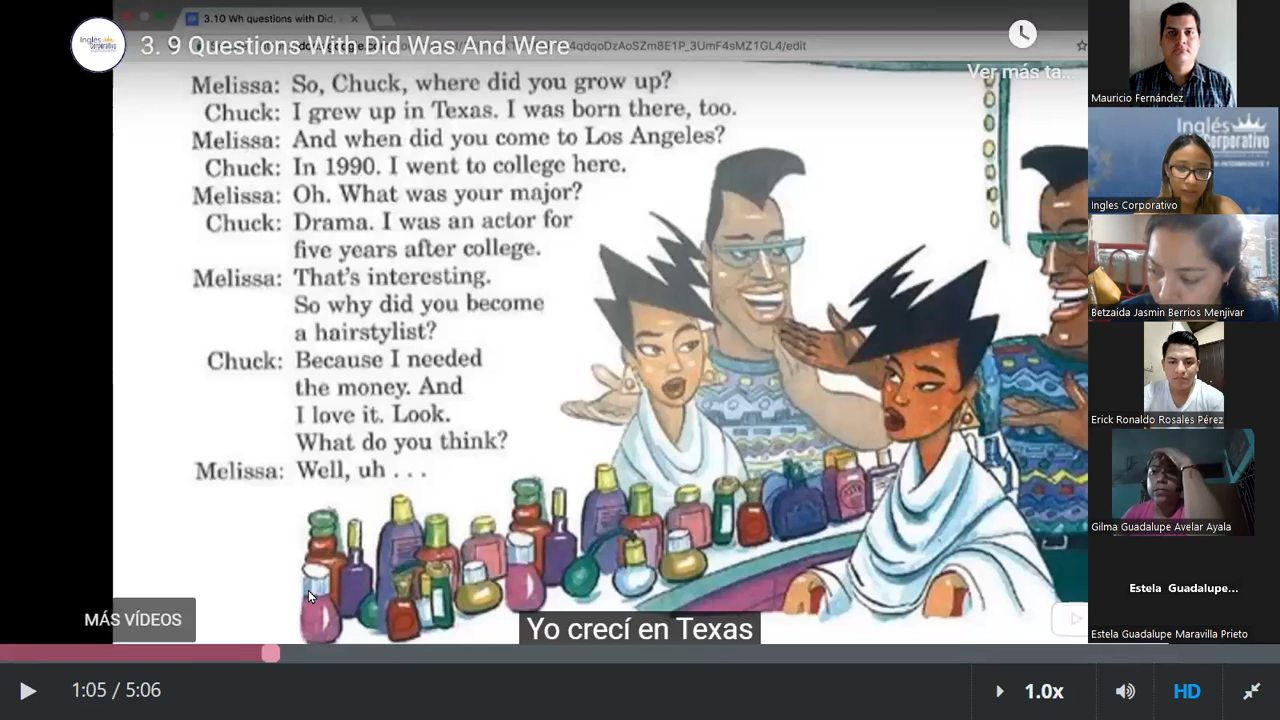 3.10 Wh questions with Did,
3. 9 Questions With Did Was And Were
4qdqoDzAoSZm8E1P_3UmF4sMZ1GL4/edit
Ver más ta...
Melissa: So, Chuck, where did you grow up?
Chuck: I grew up in Texas. I was born there, too.
Melissa: And when did you come to Los Angeles?
Chuck: In 1990. I went to college here.
Melissa: Oh. What was your major?
Chuck: Drama. I was an actor for
five years after college.
Melissa: That's interesting.
So why did you become
a hairstylist?
Chuck: Because I needed
the money. And
I love it. Look.
What do you think?
Melissa: Well, uh . . .
MÁS VÍDEOS
Yo crecí en Texas
1:05 / 5:06
1.0x
HD
Inglés
Corporativo
Mauricio Fernández
Inglés
Corporativo
Ingles Corporativo
Betzaida Jasmin Berrios Menjivar
Erick Ronaldo Rosales Pérez
Gilma Guadalupe Avelar Ayala
Estela Guadalupe...
Estela Guadalupe Maravilla Prieto